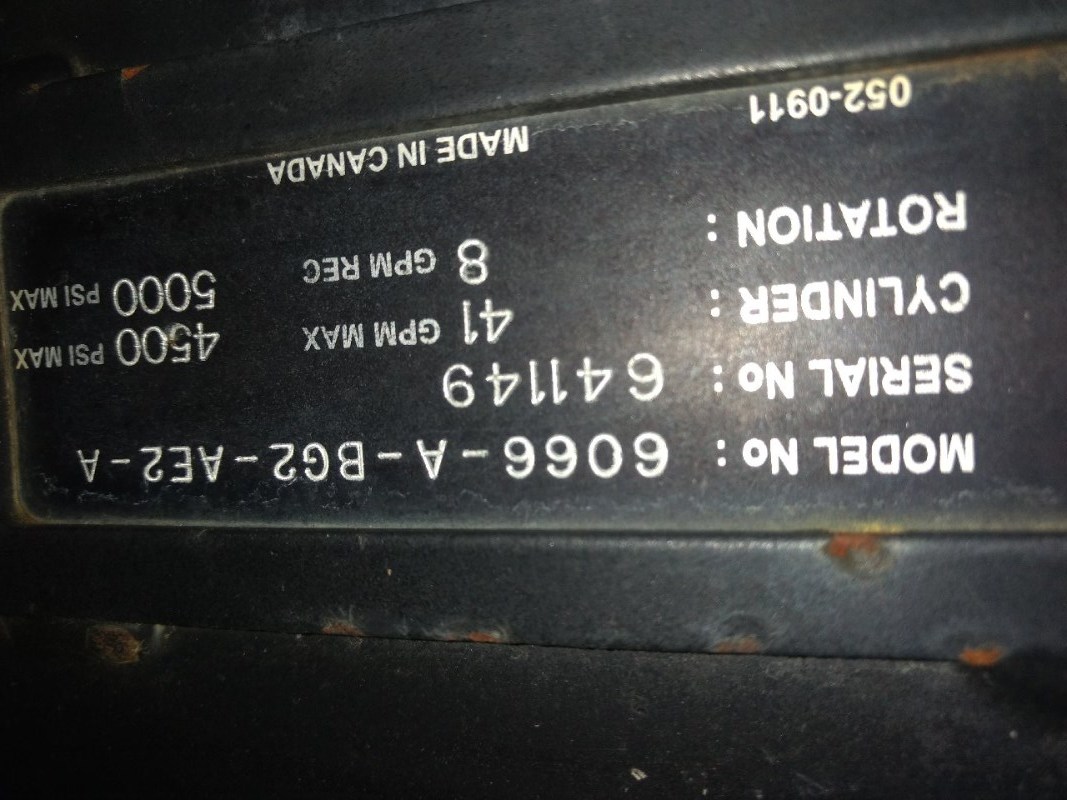 MODEL No : 6066-A-BG2-AE2-A
SERIAL No : 641149
CYLINDER : 41 GPM MAX 4500 PSI MAX
ROTATION : 8 GPM REC 5000 PSI MAX
052-0911 MADE IN CANADA